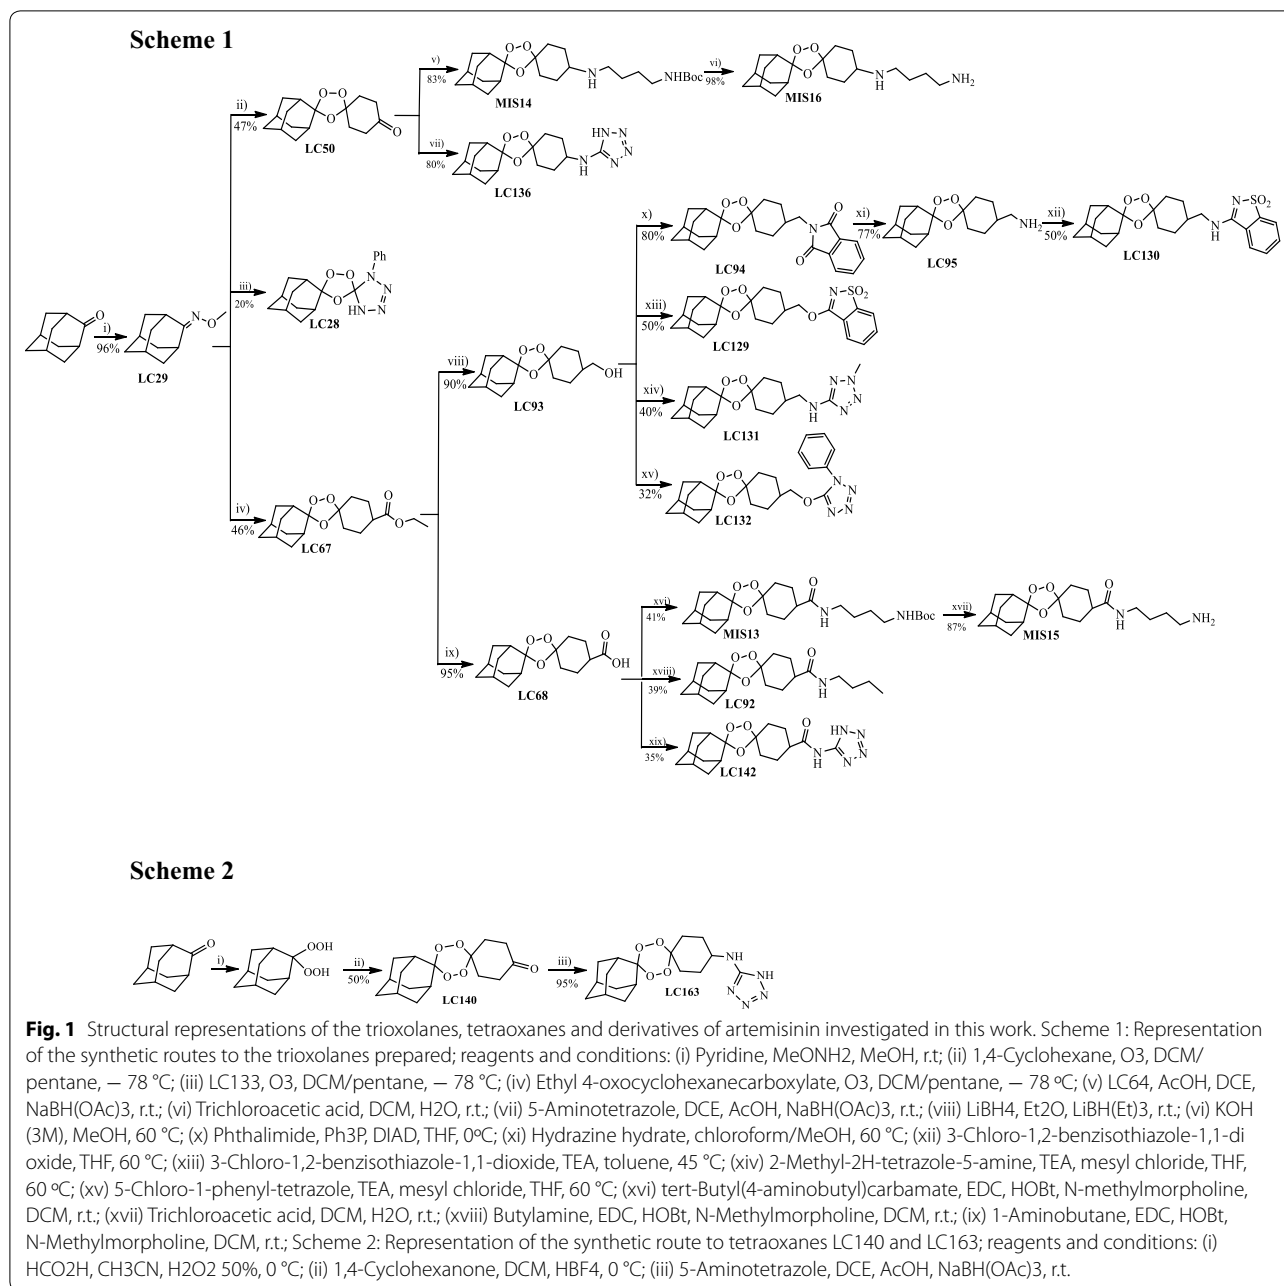 Scheme 1
v)
83%
N
H
NHBoc
MIS14
vi)
98%
N
H
NH2
MIS16
ii)
47%
LC50
vii)
80%
LC136
x)
80%
LC94
xi)
77%
NH2
LC95
xii)
50%
LC130
iii)
20%
Ph
LC28
i)
96%
LC29
xiii)
50%
LC129
viii)
90%
OH
LC93
xiv)
40%
LC131
xv)
32%
LC132
iv)
46%
LC67
ix)
95%
OH
LC68
xvi)
41%
NHBoc
MIS13
xvii)
87%
NH2
MIS15
xviii)
39%
LC92
xix)
35%
LC142
Scheme 2
i)
OOH
OOH
ii)
50%
LC140
iii)
95%
LC163
Fig. 1 Structural representations of the trioxolanes, tetraoxanes and derivatives of artemisinin investigated in this work. Scheme 1: Representation
of the synthetic routes to the trioxolanes prepared; reagents and conditions: (i) Pyridine, MeONH2, MeOH, r.t; (ii) 1,4-Cyclohexane, O3, DCM/
pentane, − 78 °C; (iii) LC133, O3, DCM/pentane, − 78 °C; (iv) Ethyl 4-oxocyclohexanecarboxylate, O3, DCM/pentane, − 78 ºC; (v) LC64, AcOH, DCE,
NaBH(OAc)3, r.t.; (vi) Trichloroacetic acid, DCM, H2O, r.t.; (vii) 5-Aminotetrazole, DCE, AcOH, NaBH(OAc)3, r.t.; (viii) LiBH4, Et2O, LiBH(Et)3, r.t.; (vi) KOH
(3M), MeOH, 60 °C; (x) Phthalimide, Ph3P, DIAD, THF, 0ºC; (xi) Hydrazine hydrate, chloroform/MeOH, 60 °C; (xii) 3-Chloro-1,2-benzisothiazole-1,1-di
oxide, THF, 60 °C; (xiii) 3-Chloro-1,2-benzisothiazole-1,1-dioxide, TEA, toluene, 45 °C; (xiv) 2-Methyl-2H-tetrazole-5-amine, TEA, mesyl chloride, THF,
60 ºC; (xv) 5-Chloro-1-phenyl-tetrazole, TEA, mesyl chloride, THF, 60 °C; (xvi) tert-Butyl(4-aminobutyl)carbamate, EDC, HOBt, N-methylmorpholine,
DCM, r.t.; (xvii) Trichloroacetic acid, DCM, H2O, r.t.; (xviii) Butylamine, EDC, HOBt, N-Methylmorpholine, DCM, r.t.; (ix) 1-Aminobutane, EDC, HOBt,
N-Methylmorpholine, DCM, r.t.; Scheme 2: Representation of the synthetic route to tetraoxanes LC140 and LC163; reagents and conditions: (i)
HCO2H, CH3CN, H2O2 50%, 0 °C; (ii) 1,4-Cyclohexanone, DCM, HBF4, 0 °C; (iii) 5-Aminotetrazole, DCE, AcOH, NaBH(OAc)3, r.t.